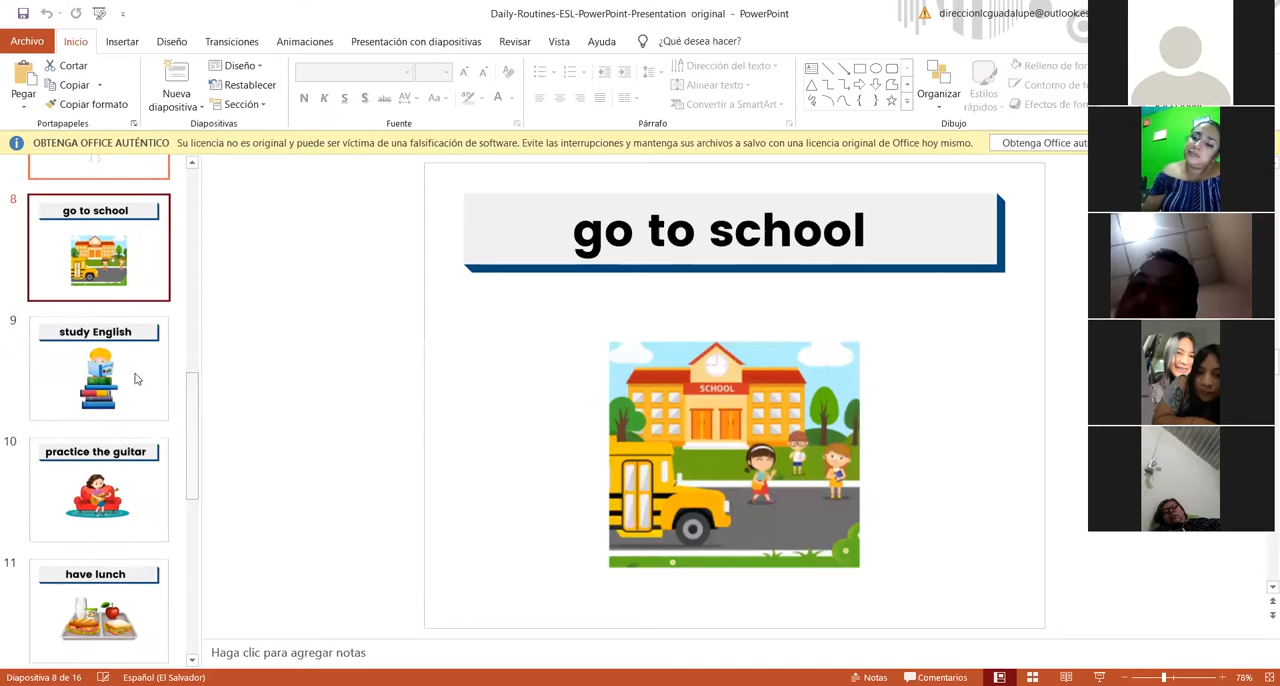 Daily-Routines-ESL-PowerPoint-Presentation original - PowerPoint
direccionlcguadalupe@outlook.es
Archivo Inicio Insertar Diseño Transiciones Animaciones Presentación con diapositivas Revisar Vista Ayuda ¿Qué desea hacer?
Pegar
Cortar
Copiar
Copiar formato
Portapapeles
Nueva
diapositiva
Diseño
Restablecer
Sección
Diapositivas
N K S S abc AV Aa A
Fuente
Dirección del texto
Alinear texto
Convertir a SmartArt
Párrafo
Organizar
Estilos
rápidos
Relleno de
Contorno de
Efectos de
Dibujo
OBTENGA OFFICE AUTÉNTICO Su licencia no es original y puede ser víctima de una falsificación de software. Evite las interrupciones y mantenga sus archivos a salvo con una licencia original de Office hoy mismo.
Obtenga Office
8
go to school
9
study English
10
practice the guitar
11
have lunch
go to school
SCHOOL
Haga clic para agregar notas
Diapositiva 8 de 16 Español (El Salvador) Notas Comentarios 78%